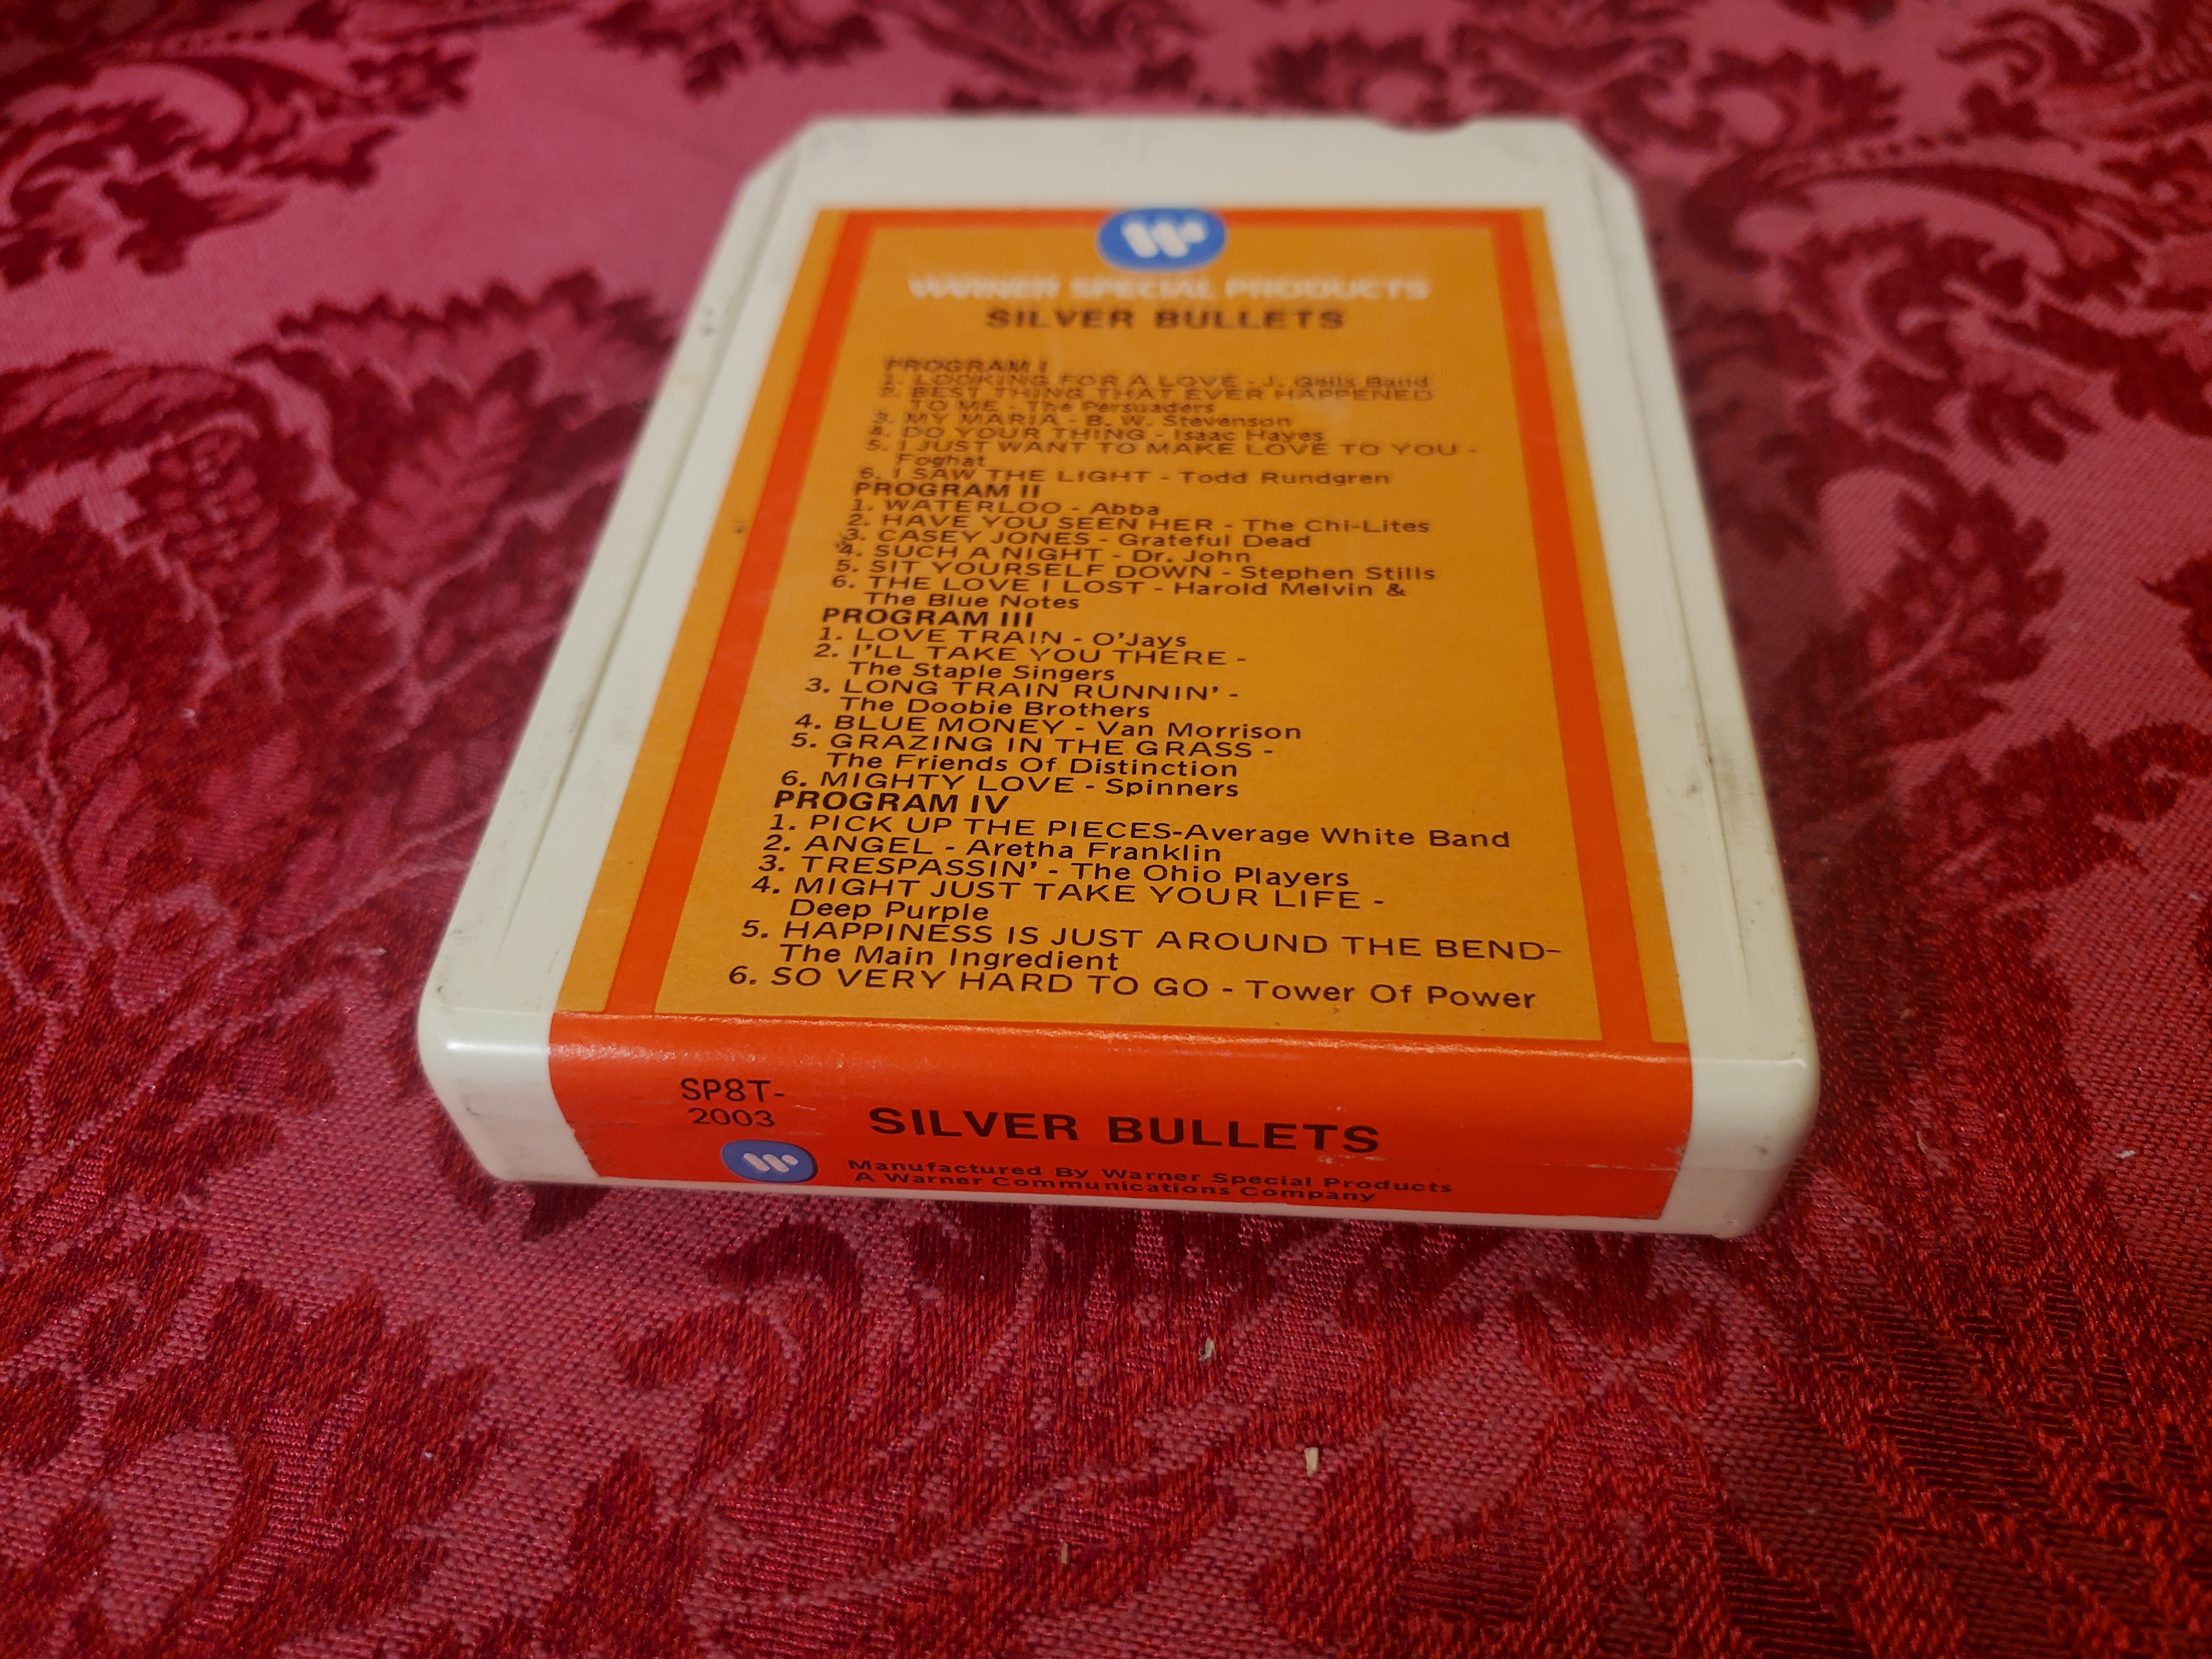 WARNER SPECIAL PRODUCTS
SILVER BULLETS
PROGRAM I
1. LOOKING FOR A LOVE - J. Geils Band
2. BEST THING THAT EVER HAPPENED
TO ME - The Persuaders
3. MY MARIA - B. W. Stevenson
4. DO YOUR THING - Isaac Hayes
5. I JUST WANT TO MAKE LOVE TO YOU -
Foghat
6. I SAW THE LIGHT - Todd Rundgren
PROGRAM II
1. WATERLOO - Abba
2. HAVE YOU SEEN HER - The Chi-Lites
3. CASEY JONES - Grateful Dead
4. SUCH A NIGHT - Dr. John
5. SIT YOURSELF DOWN - Stephen Stills
6. THE LOVE I LOST - Harold Melvin &
The Blue Notes
PROGRAM III
1. LOVE TRAIN - O'Jays
2. I'LL TAKE YOU THERE -
The Staple Singers
3. LONG TRAIN RUNNIN' -
The Doobie Brothers
4. BLUE MONEY - Van Morrison
5. GRAZING IN THE GRASS -
The Friends Of Distinction
6. MIGHTY LOVE - Spinners
PROGRAM IV
1. PICK UP THE PIECES-Average White Band
2. ANGEL - Aretha Franklin
3. TRESPASSIN' - The Ohio Players
4. MIGHT JUST TAKE YOUR LIFE -
Deep Purple
5. HAPPINESS IS JUST AROUND THE BEND-
The Main Ingredient
6. SO VERY HARD TO GO - Tower Of Power
SP8T-
2003
SILVER BULLETS
Manufactured By Warner Special Products
A Warner Communications Company